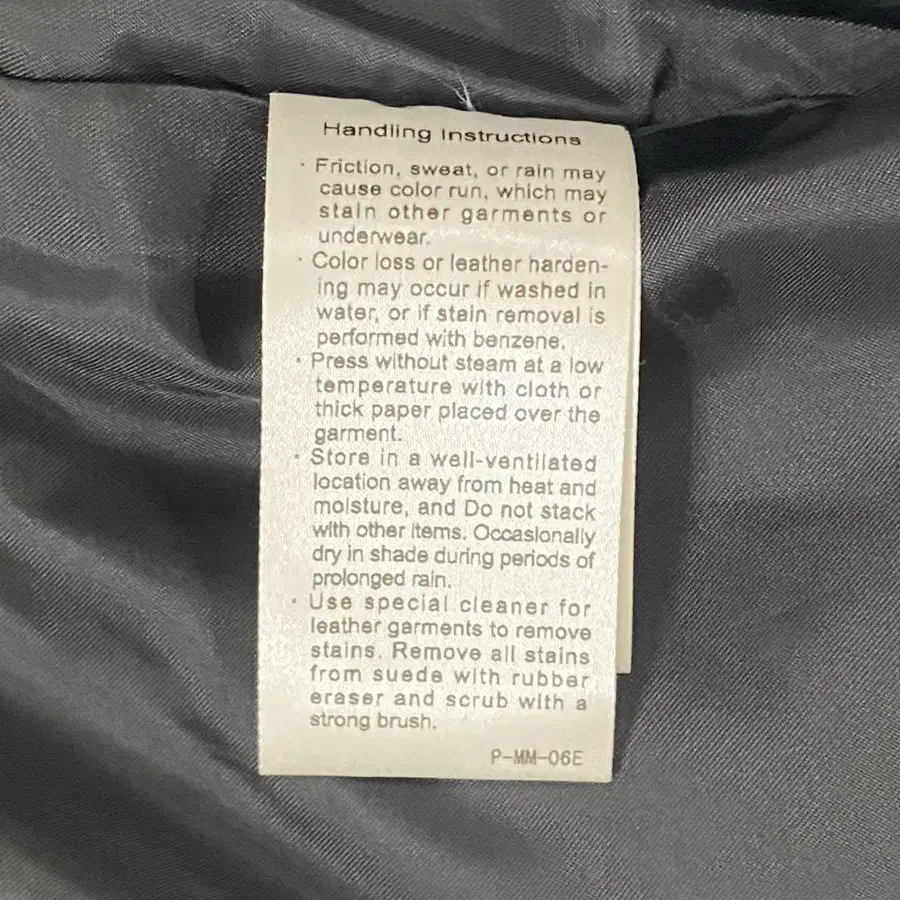 Handling Instructions
· Friction, sweat, or rain may
cause color run, which may
stain other garments or
underwear.
· Color loss or leather harden-
ing may occur if washed in
water, or if stain removal is
performed with benzene.
· Press without steam at a low
temperature with cloth or
thick paper placed over the
garment.
· Store in a well-ventilated
location away from heat and
moisture, and Do not stack
with other items. Occasionally
dry in shade during periods of
prolonged rain.
· Use special cleaner for
leather garments to remove
stains. Remove all stains
from suede with rubber
eraser and scrub with a
strong brush.
P-MM-06E